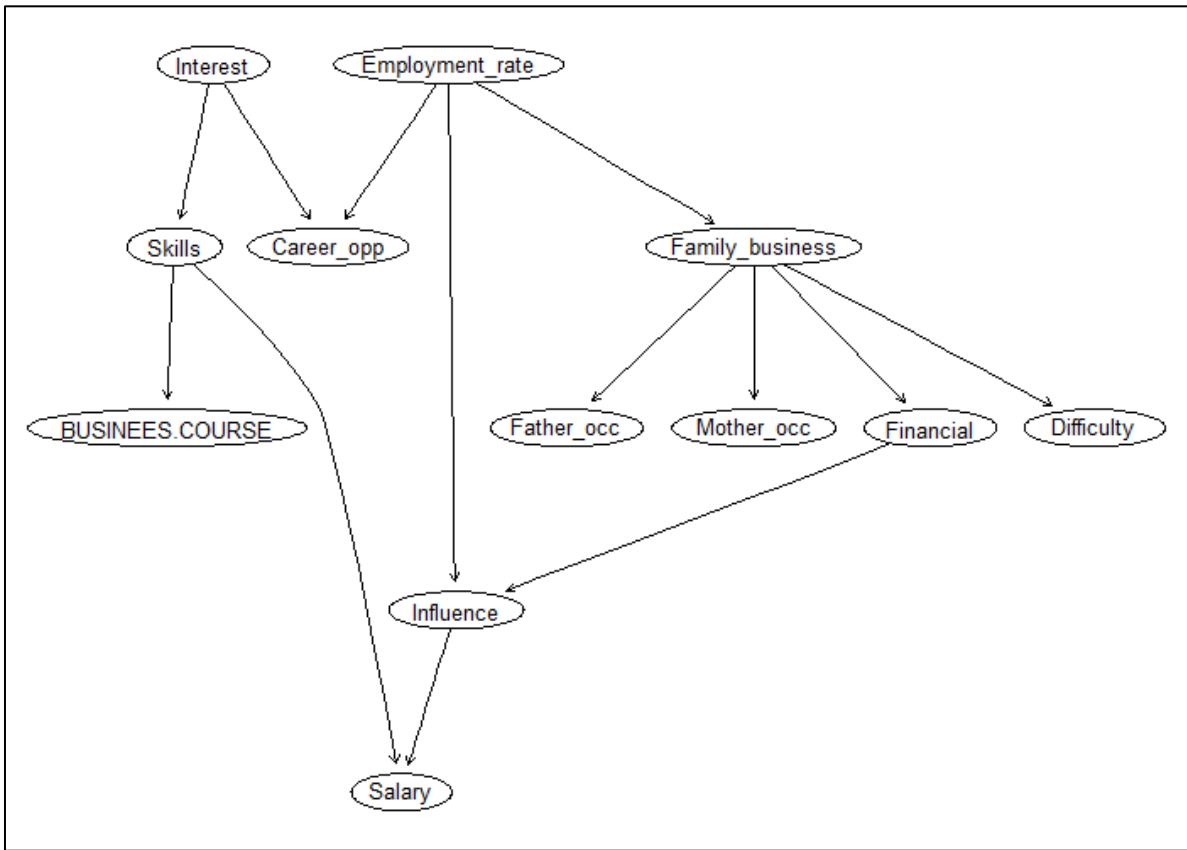 Interest
Employment_rate
Skills
Career_opp
Family_business
BUSINEES.COURSE
Father_occ
Mother_occ
Financial
Difficulty
Influence
Salary